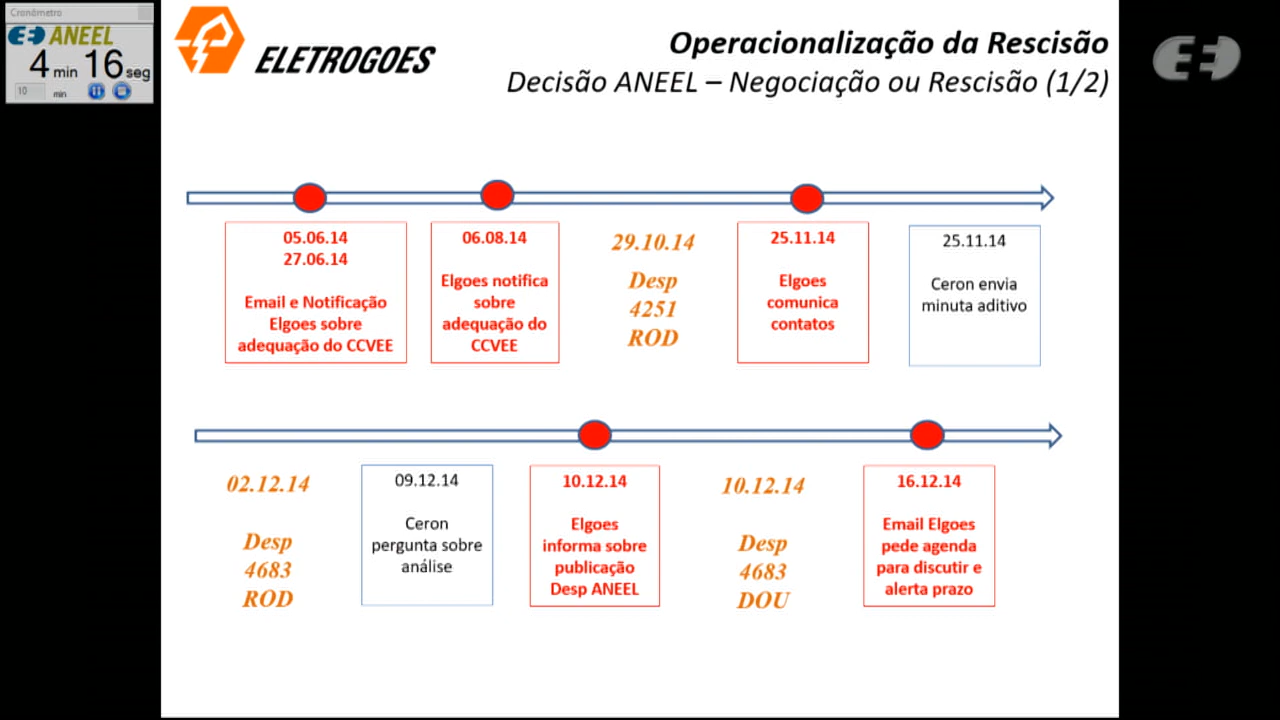 Cronômetro
ANEEL
4 min 16 seg
10 min
ELETROGOES
Operacionalização da Rescisão
Decisão ANEEL – Negociação ou Rescisão (1/2)
05.06.14
27.06.14
Email e Notificação
Elgoes sobre
adequação do CCVEE
06.08.14
Elgoes notifica
sobre
adequação do
CCVEE
29.10.14
Desp
4251
ROD
25.11.14
Elgoes
comunica
contatos
25.11.14
Ceron envia
minuta aditivo
02.12.14
Desp
4683
ROD
09.12.14
Ceron
pergunta sobre
análise
10.12.14
Elgoes
informa sobre
publicação
Desp ANEEL
10.12.14
Desp
4683
DOU
16.12.14
Email Elgoes
pede agenda
para discutir e
alerta prazo